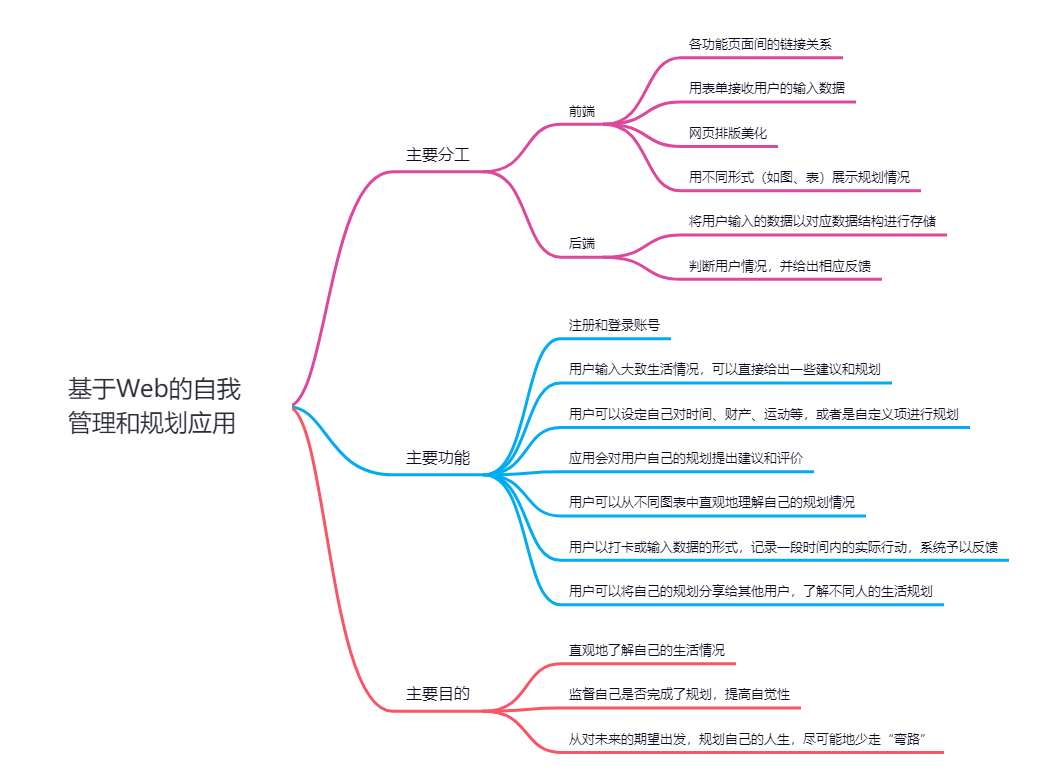 基于Web的自我
管理和规划应用
主要分工
前端
各功能页面间的链接关系
用表单接收用户的输入数据
网页排版美化
用不同形式（如图、表）展示规划情况
后端
将用户输入的数据以对应数据结构进行存储
判断用户情况，并给出相应反馈
主要功能
注册和登录账号
用户输入大致生活情况，可以直接给出一些建议和规划
用户可以设定自己对时间、财产、运动等，或者是自定义项进行规划
应用会对用户自己的规划提出建议和评价
用户可以从不同图表中直观地理解自己的规划情况
用户以打卡或输入数据的形式，记录一段时间内的实际行动，系统予以反馈
用户可以将自己的规划分享给其他用户，了解不同人的生活规划
主要目的
直观地了解自己的生活情况
监督自己是否完成了规划，提高自觉性
从对未来的期望出发，规划自己的人生，尽可能地少走“弯路”